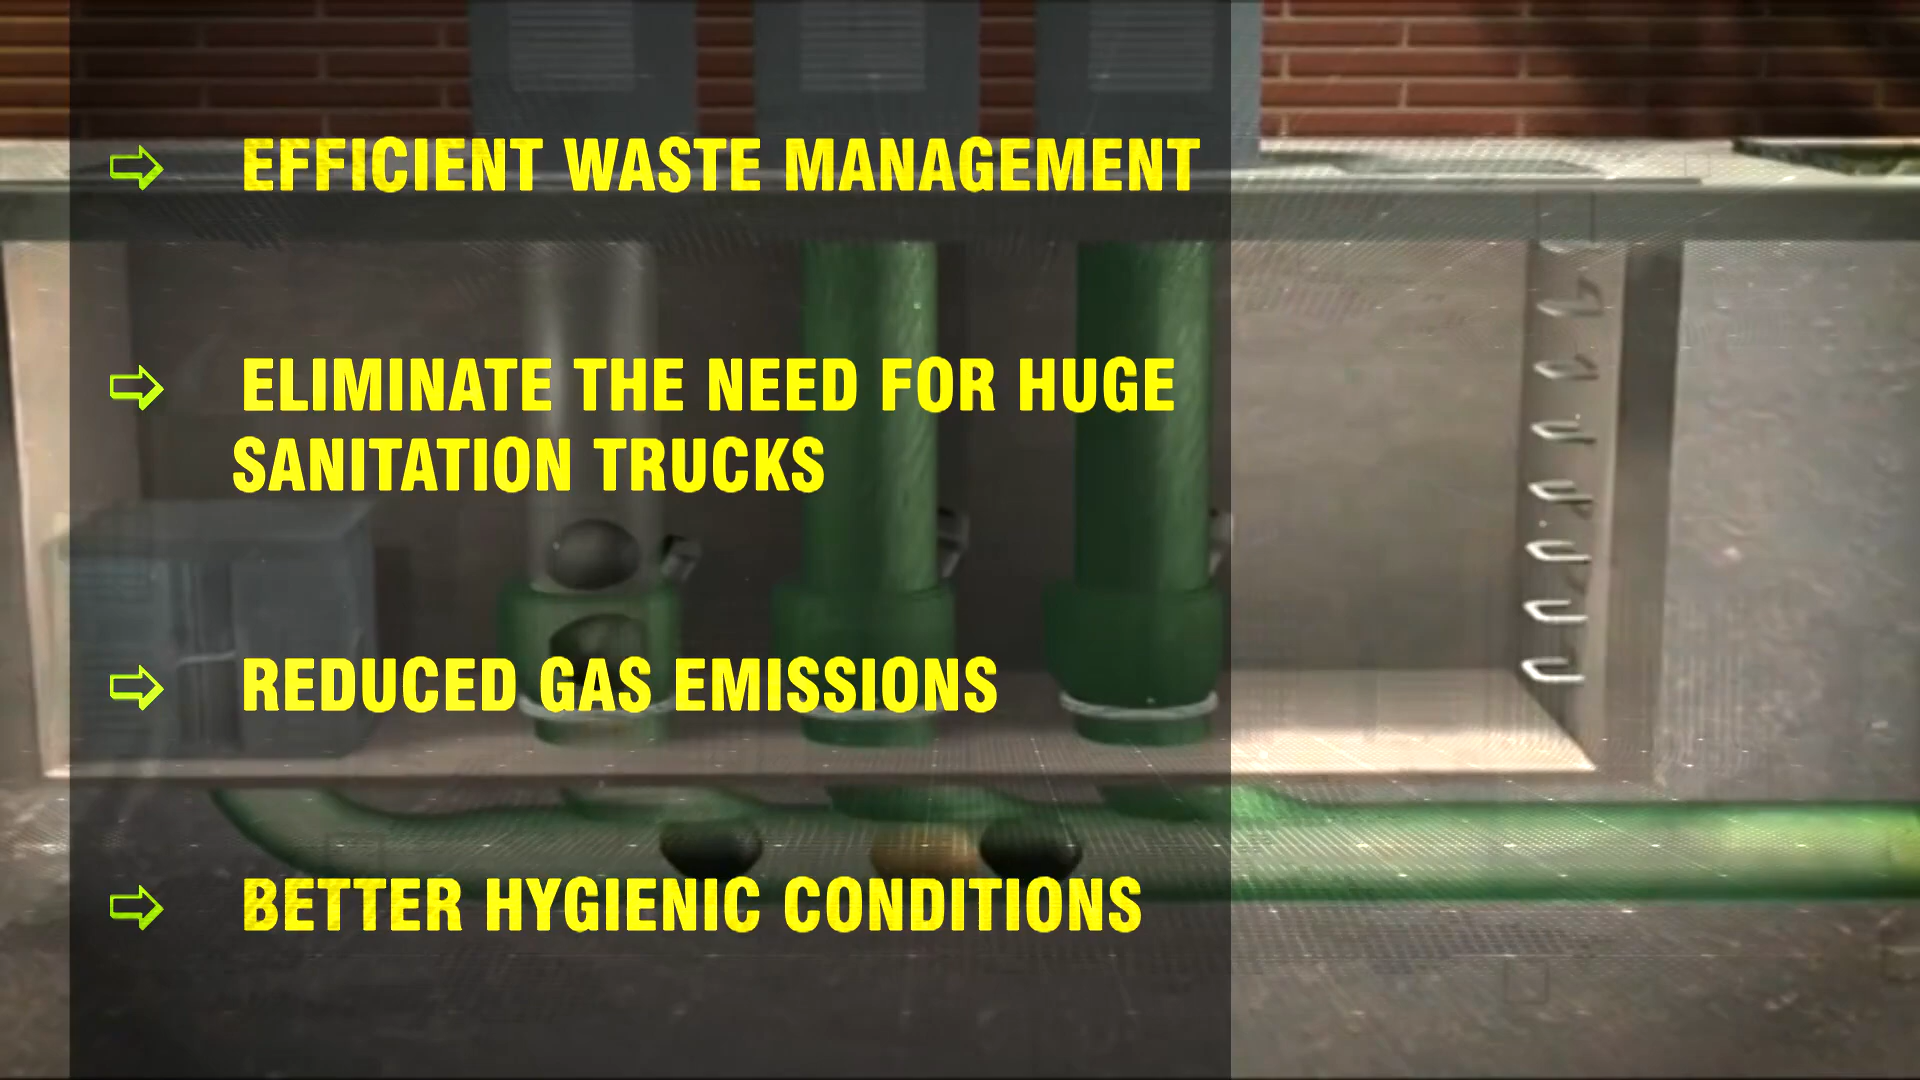 EFFICIENT WASTE MANAGEMENT
ELIMINATE THE NEED FOR HUGE
SANITATION TRUCKS
REDUCED GAS EMISSIONS
BETTER HYGIENIC CONDITIONS